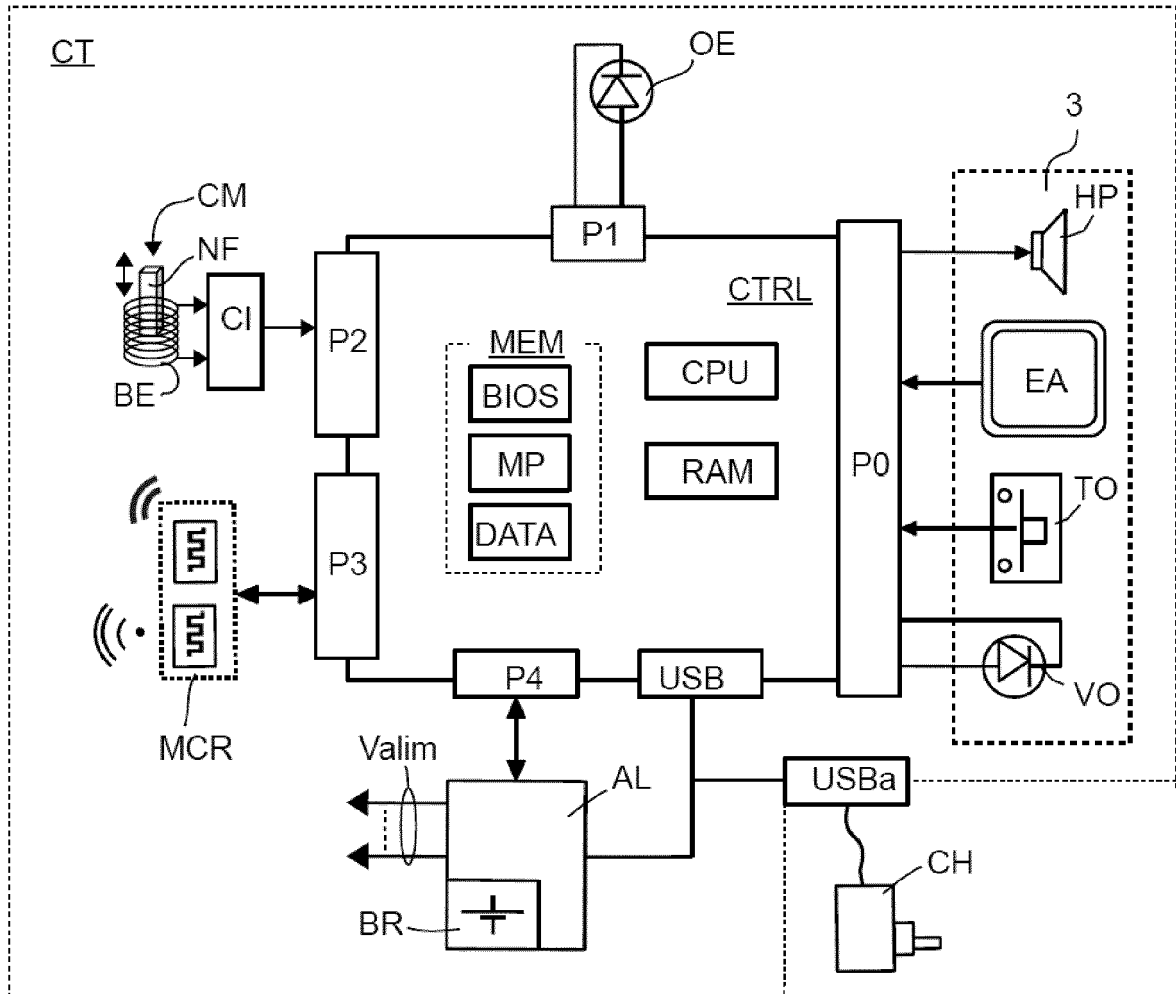 CT
OE
3
CM
HP
NF
P1
CI
P2
CTRL
MEM
BE
BIOS
CPU
EA
MP
RAM
P0
DATA
TO
P3
P4
USB
VO
MCR
Valim
AL
USBa
CH
BR